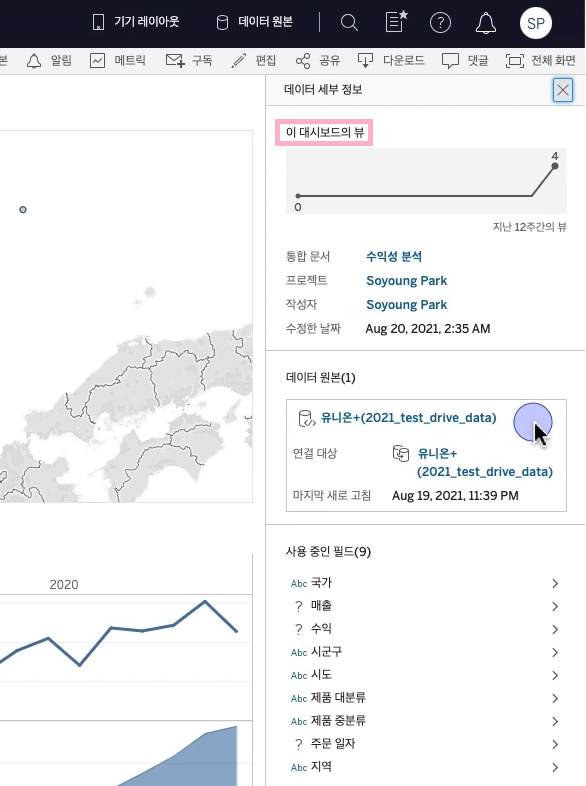 기기 레이아웃 데이터 원본 SP
본 알림 메트릭 구독 편집 공유 다운로드 댓글 전체 화면
데이터 세부 정보
이 대시보드의 뷰
4
0
지난 12주간의 뷰
통합 문서 수익성 분석
프로젝트 Soyoung Park
작성자 Soyoung Park
수정한 날짜 Aug 20, 2021, 2:35 AM
데이터 원본(1)
유니온+(2021_test_drive_data)
연결 대상 유니온+
(2021_test_drive_data)
마지막 새로 고침 Aug 19, 2021, 11:39 PM
사용 중인 필드(9)
Abc 국가
? 매출
? 수익
Abc 시군구
Abc 시도
Abc 제품 대분류
Abc 제품 중분류
? 주문 일자
Abc 지역
2020